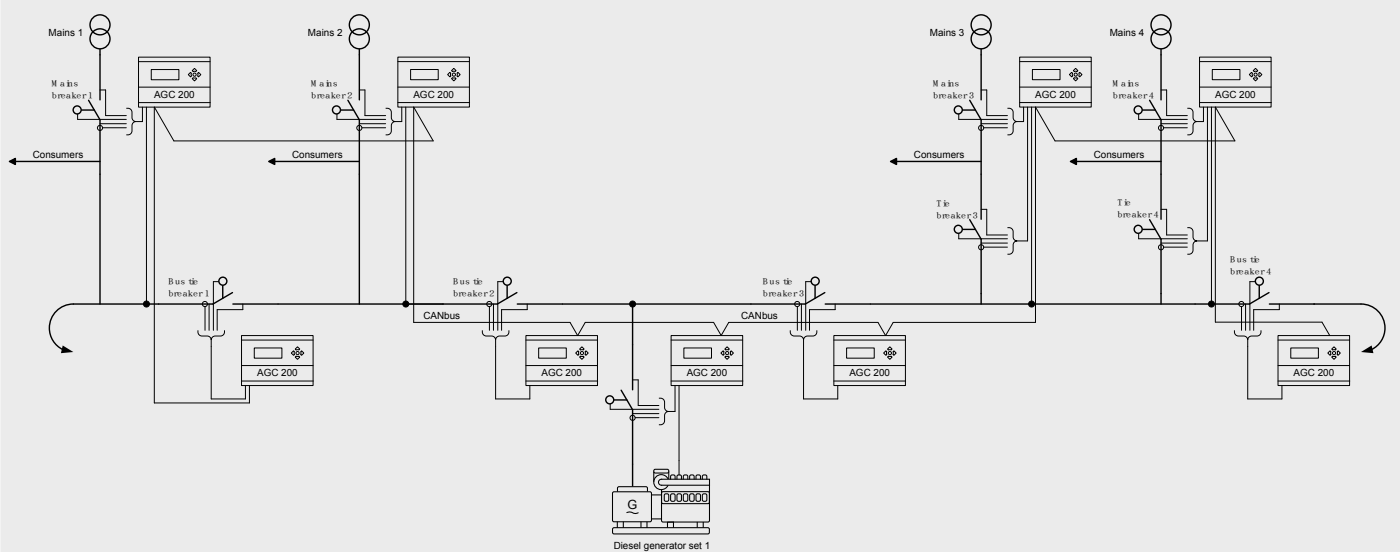 Mains 1
Mains 2
Mains 3
Mains 4
Mains
breaker1
AGC 200
Mains
breaker2
AGC 200
Mains
breaker3
AGC 200
Mains
breaker4
AGC 200
Consumers
Consumers
Consumers
Consumers
Tie
breaker3
Tie
breaker4
Bus tie
breaker1
Bus tie
breaker2
Bus tie
breaker3
Bus tie
breaker4
CANbus
CANbus
AGC 200
AGC 200
AGC 200
AGC 200
AGC 200
G
~
Diesel generator set 1